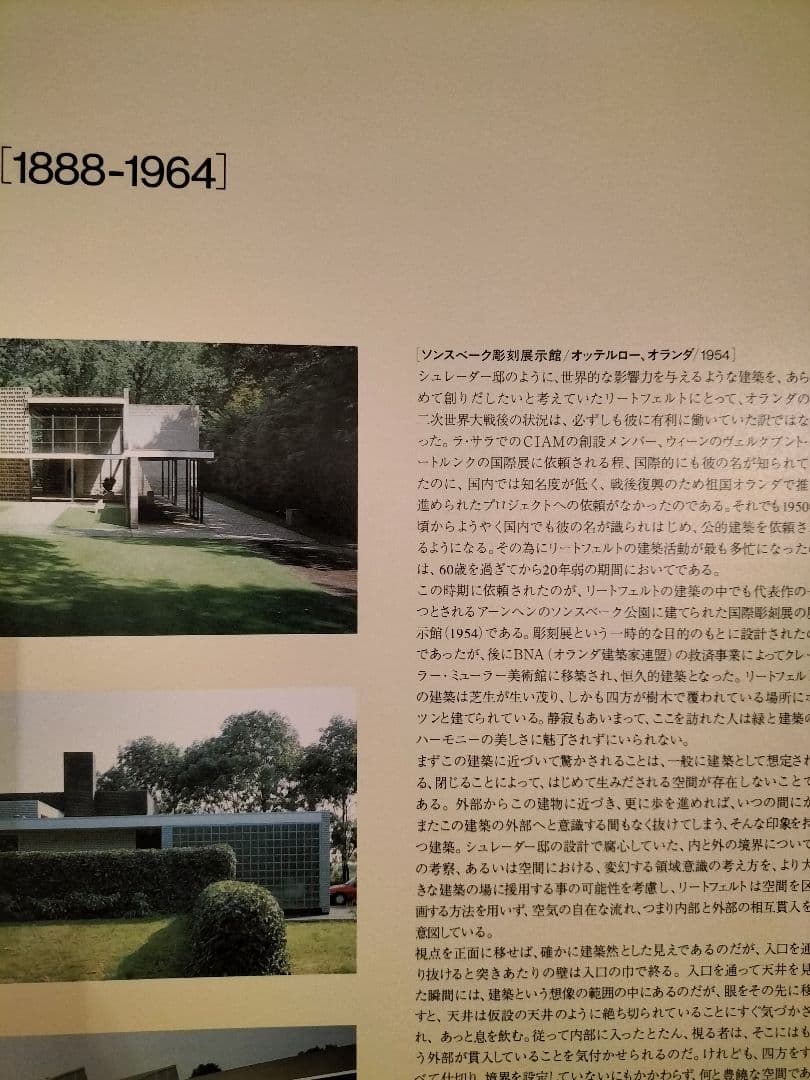 [1888-1964]
[ソンスベーク彫刻展示館/オッテルロー、オランダ/1954]
シュレーダー邸のように、世界的な影響力を与えるような建築を、あら
めて創りだしたいと考えていたリートフェルトにとって、オランダの
二次世界大戦後の状況は、必ずしも彼に有利に働いていた訳ではな
った。ラ・サラでのCIAMの創設メンバー、ウィーンのヴェルケブント・
ートルンクの国際展に依頼される程、国際的にも彼の名が知られて
たのに、国内では知名度が低く、戦後復興のため祖国オランダで推
進められたプロジェクトへの依頼がなかったのである。それでも1950
頃からようやく国内でも彼の名が識られはじめ、公的建築を依頼さ
るようになる。その為にリートフェルトの建築活動が最も多忙になった
は、60歳を過ぎてから20年弱の期間においてである。
この時期に依頼されたのが、リートフェルトの建築の中でも代表作の
つとされるアーンヘンのソンスベーク公園に建てられた国際彫刻展の
示館(1954)である。彫刻展という一時的な目的のもとに設計された
であったが、後にBNA(オランダ建築家連盟)の救済事業によってクレ
ラー・ミューラー美術館に移築され、恒久的建築となった。リートフェル
の建築は芝生が生い茂り、しかも四方が樹木で覆われている場所に
ツンと建てられている。静寂もあいまって、ここを訪れた人は緑と建築の
ハーモニーの美しさに魅了されずにいられない。
まずこの建築に近づいて驚かされることは、一般に建築として想定され
る、閉じることによって、はじめて生みだされる空間が存在しないことで
ある。外部からこの建物に近づき、更に歩を進めれば、いつの間にか
またこの建築の外部へと意識する間もなく抜けてしまう、そんな印象を持
つ建築。シュレーダー邸の設計で腐心していた、内と外の境界について
の考察、あるいは空間における、変幻する領域意識の考え方を、より大
きな建築の場に援用する事の可能性を考慮し、リートフェルトは空間を区
画する方法を用いず、空気の自在な流れ、つまり内部と外部の相互貫入を
意図している。
視点を正面に移せば、確かに建築然とした見えであるのだが、入口を通
り抜けると突きあたりの壁は入口の巾で終る。入口を通って天井を見
た瞬間には、建築という想像の範囲の中にあるのだが、眼をその先に移
すと、天井は仮設の天井のように絶ち切られていることにすぐ気づかさ
れ、あっと息を飲む。従って内部に入ったとたん、視る者は、そこにはも
う外部が貫入していることを気付かせられるのだ。けれども、四方をす
べて仕切り、境界を設定していないにもかかわらず、何と豊饒な空間であ